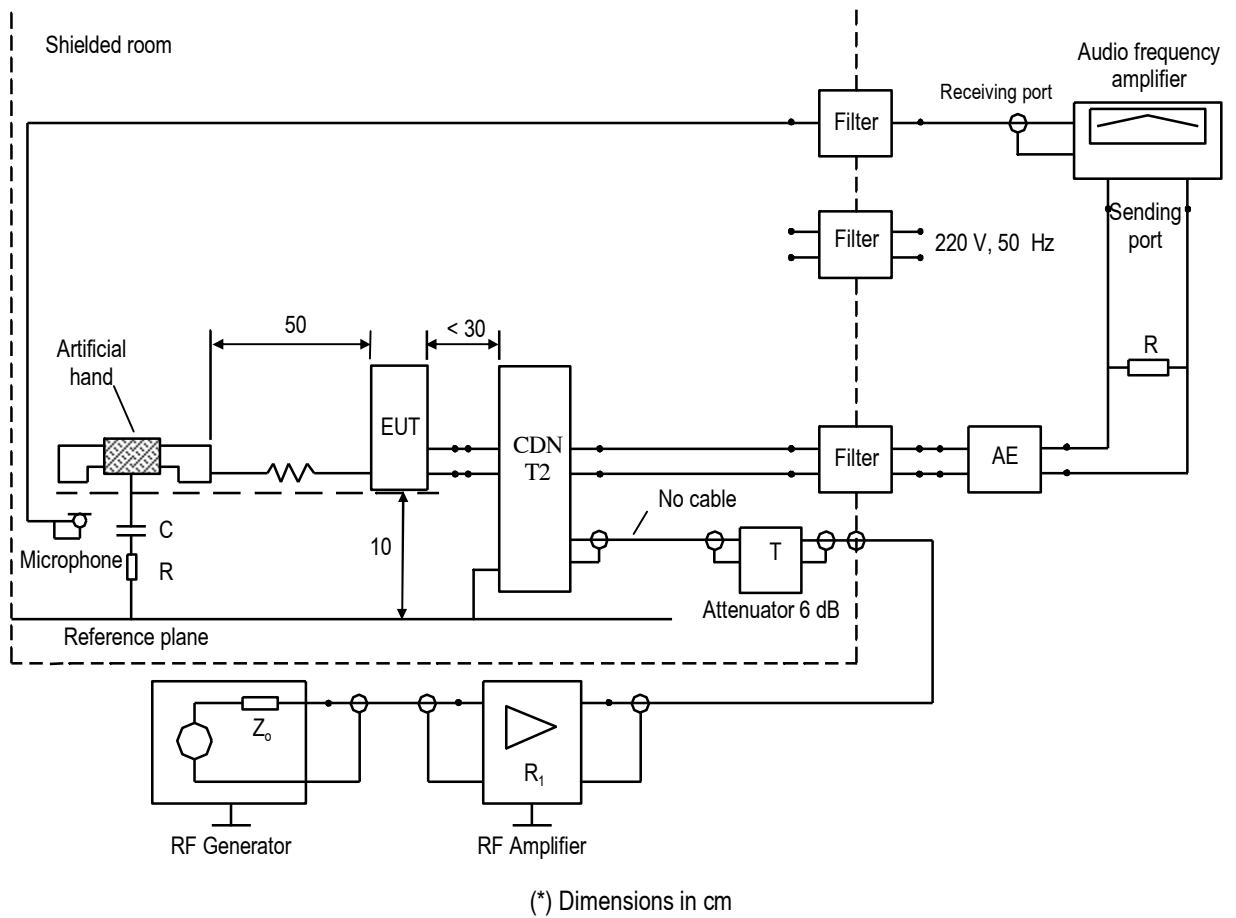 Shielded room
Audio frequency
amplifier
Receiving port
Filter
Sending
port
Filter
220 V, 50 Hz
50
< 30
R
Artificial
hand
EUT
CDN
T2
Filter
AE
No cable
C
10
T
Microphone
R
Attenuator 6 dB
Reference plane
Zo
R1
RF Generator
RF Amplifier
(*) Dimensions in cm